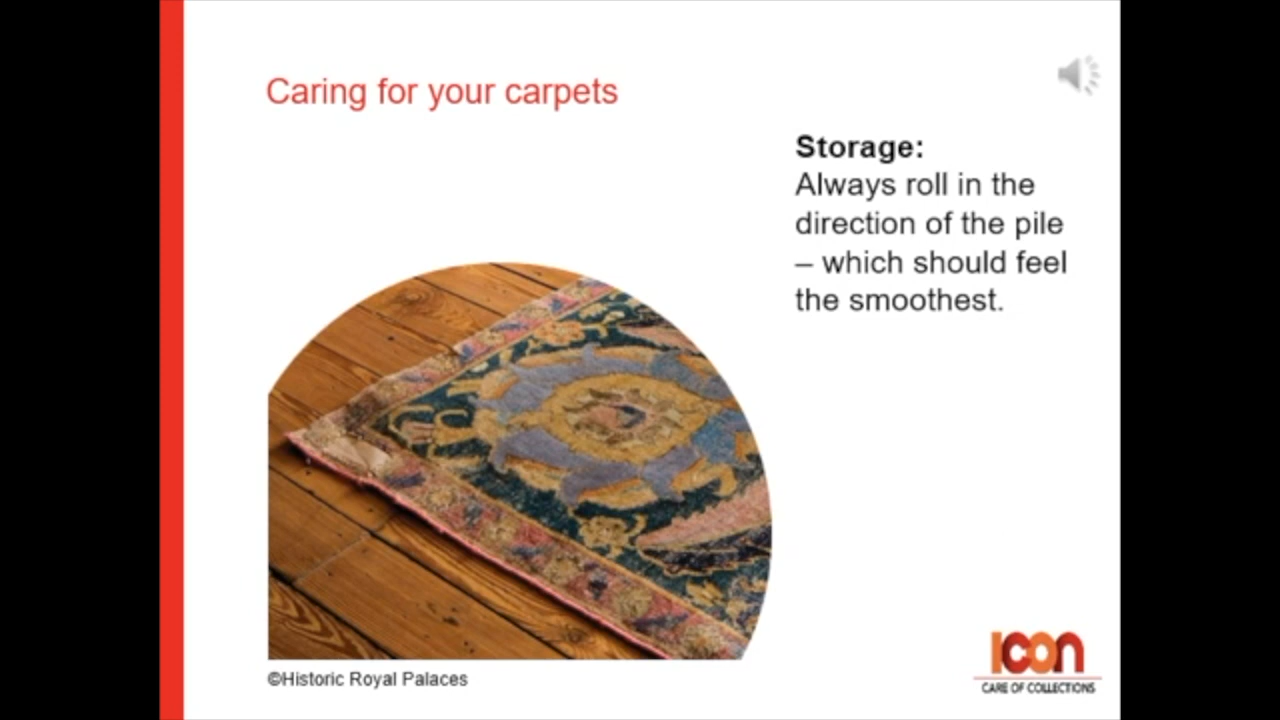 Caring for your carpets
Storage:
Always roll in the
direction of the pile
– which should feel
the smoothest.
©Historic Royal Palaces
Icon
CARE OF COLLECTIONS